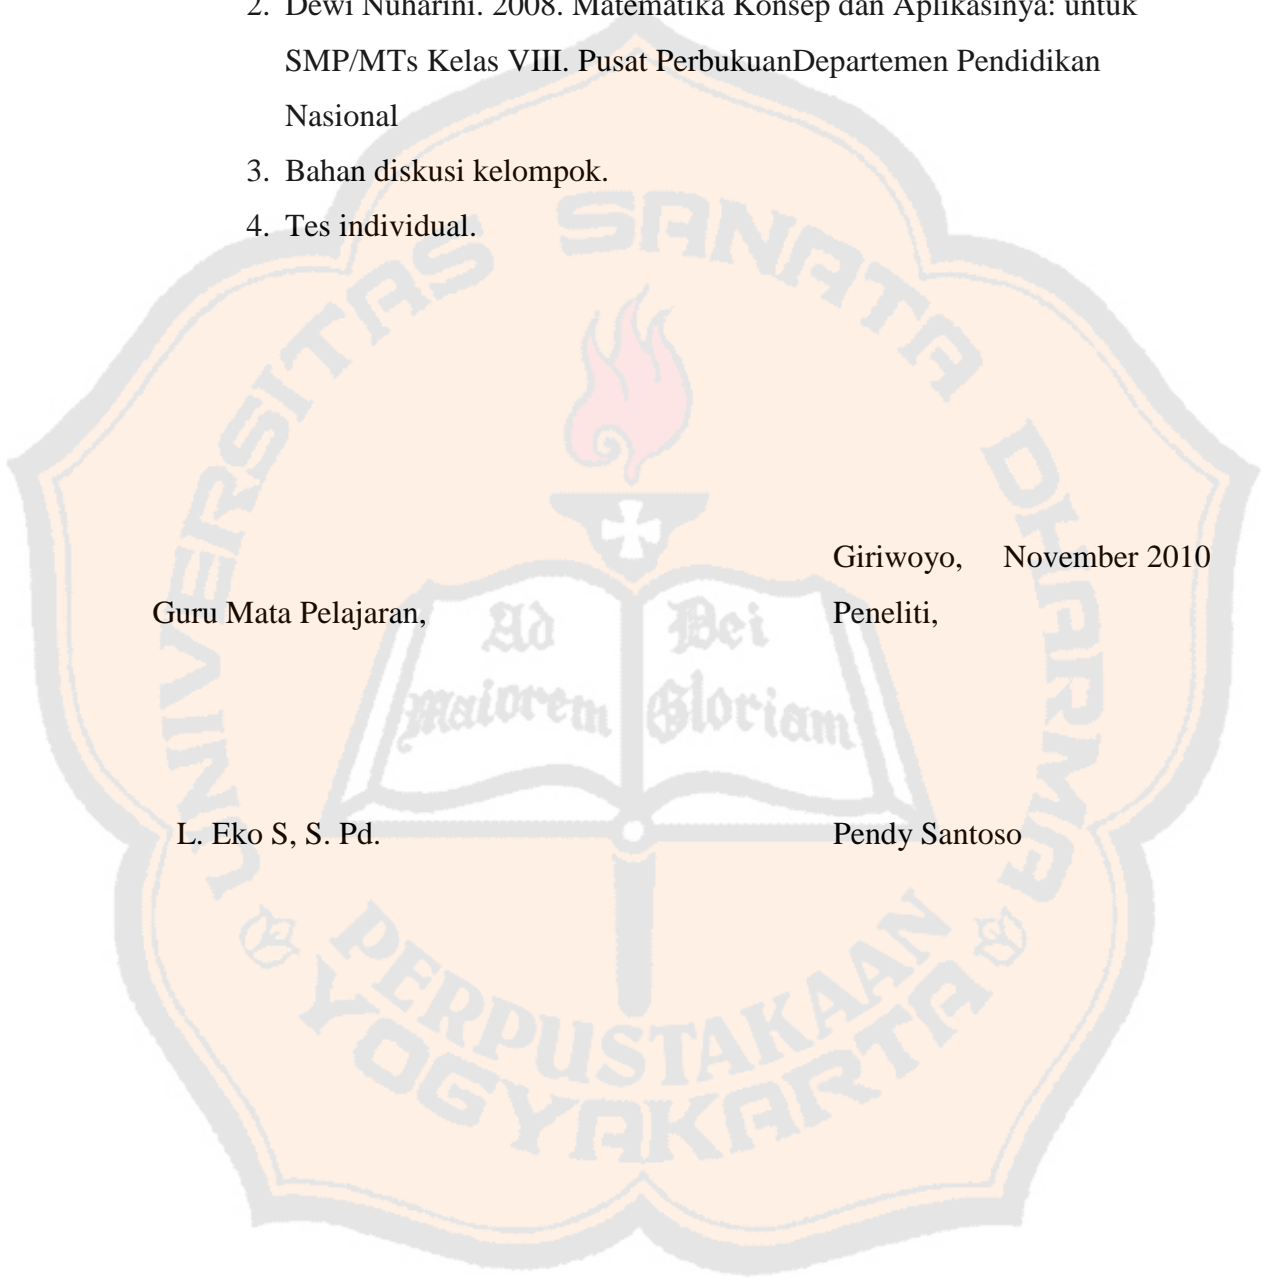 2. Dewi Nuharini. 2008. Matematika Konsep dan Aplikasinya: untuk
SMP/MTs Kelas VIII. Pusat PerbukuanDepartemen Pendidikan
Nasional
3. Bahan diskusi kelompok.
4. Tes individual.
UNIVERSITAS SANATA DHARMA
Giriwoyo, November 2010
Guru Mata Pelajaran, Peneliti,
Ad Dei
maiorem Gloriam
L. Eko S, S. Pd. Pendy Santoso
PERPUSTAKAAN
YOGYAKARTA